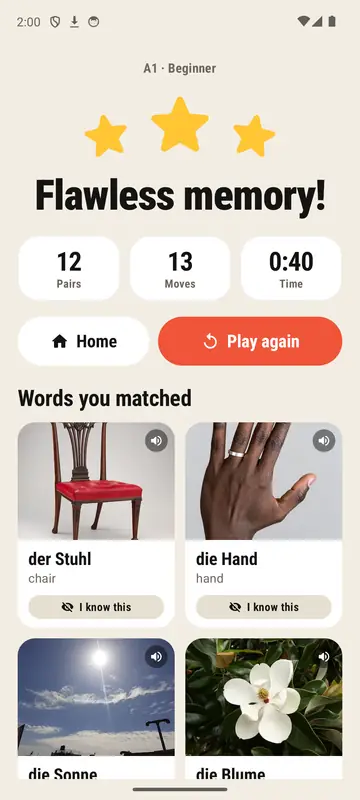 2:00
A1 · Beginner
Flawless memory!
12
Pairs
13
Moves
0:40
Time
Home
Play again
Words you matched
der Stuhl
chair
I know this
die Hand
hand
I know this
die Sonne
die Blume